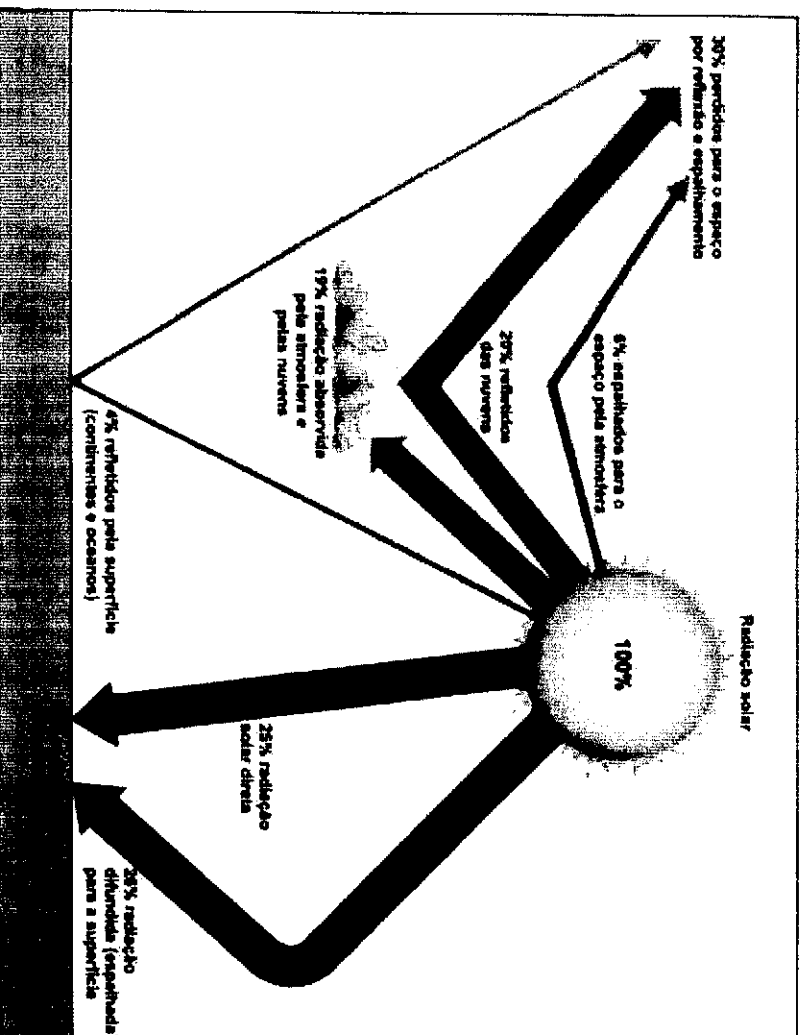 Radiação solar
30% perdidos para o espaço
por reflexão e espalhamento
100%
6% espalhados para o
espaço pela atmosfera
20% refletidos
das nuvens
19% radiação absorvida
pela atmosfera e
pelas nuvens
25% radiação
solar direta
4% refletidos pela superfície
(continentes e oceanos)
26% radiação
difundida (espalhada
para a superfície